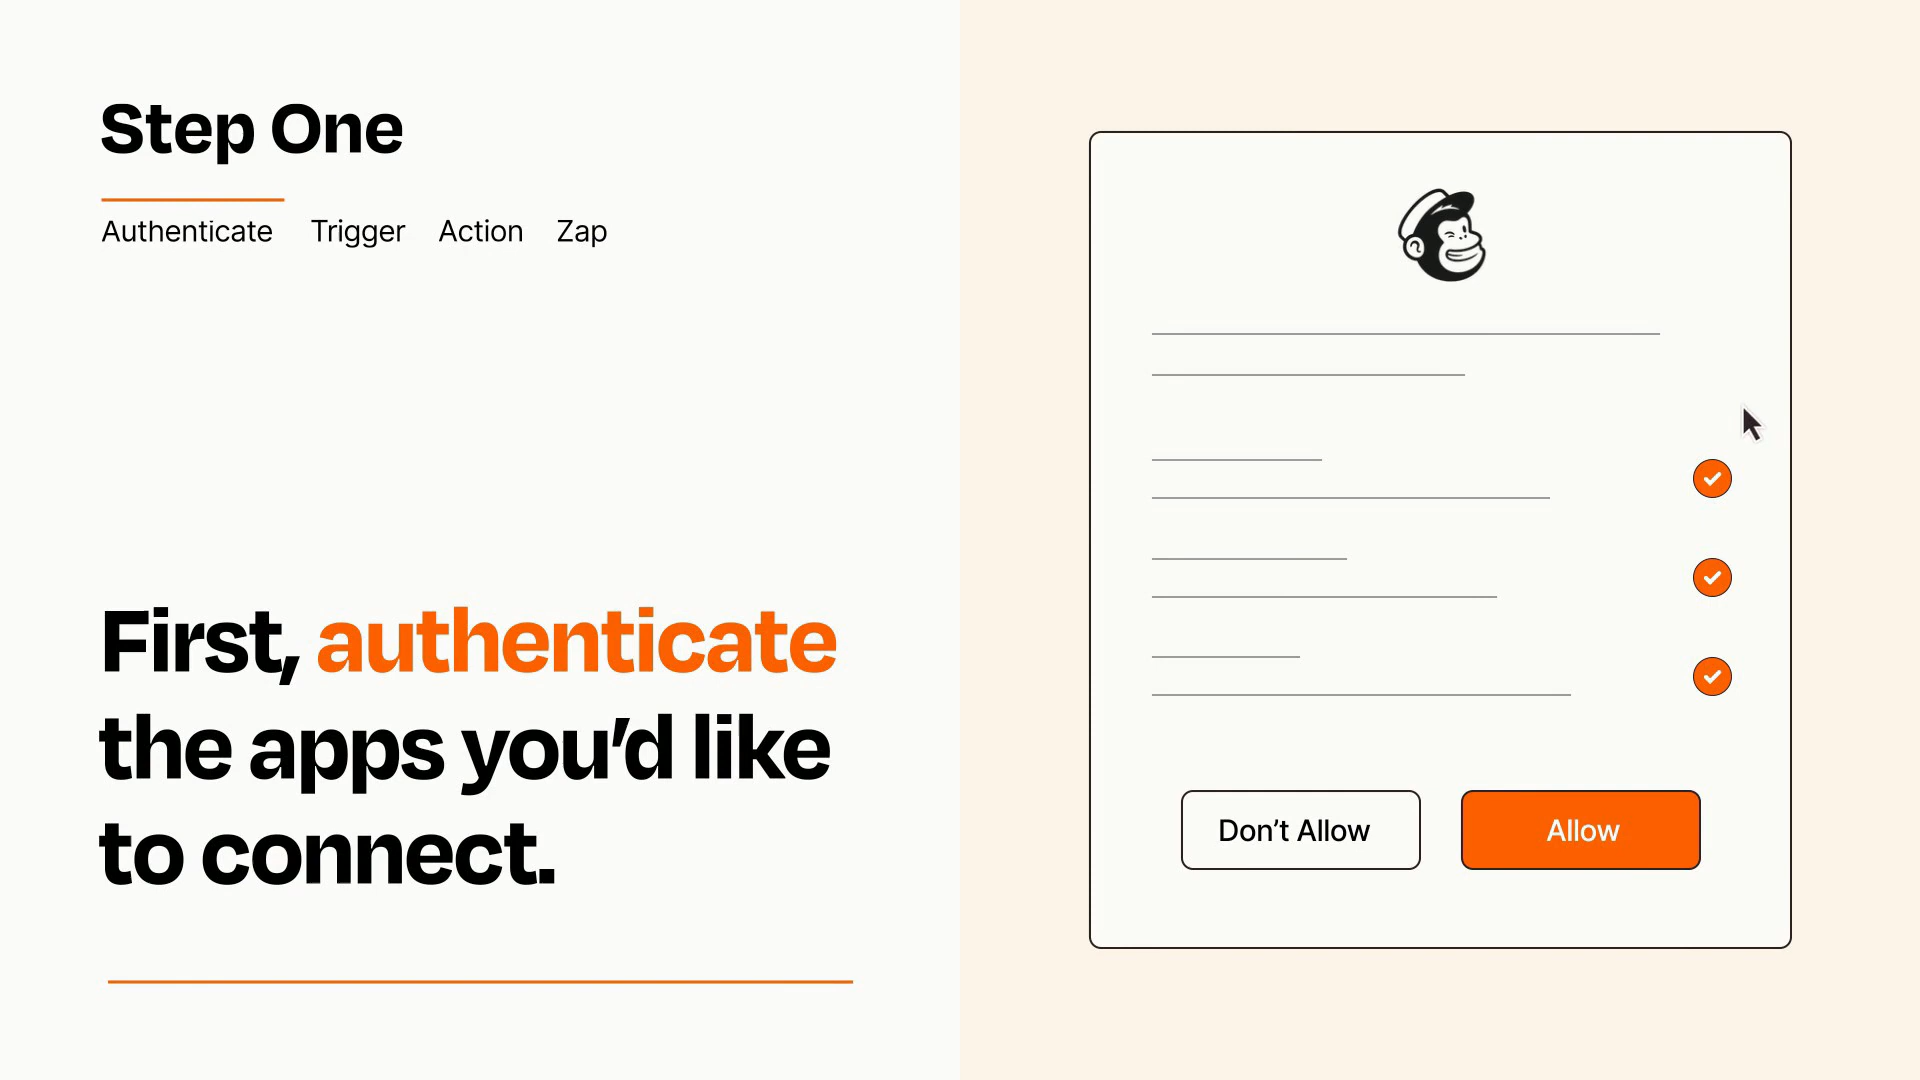 Step One
Authenticate Trigger Action Zap
First, authenticate
the apps you’d like
to connect.
Don’t Allow Allow